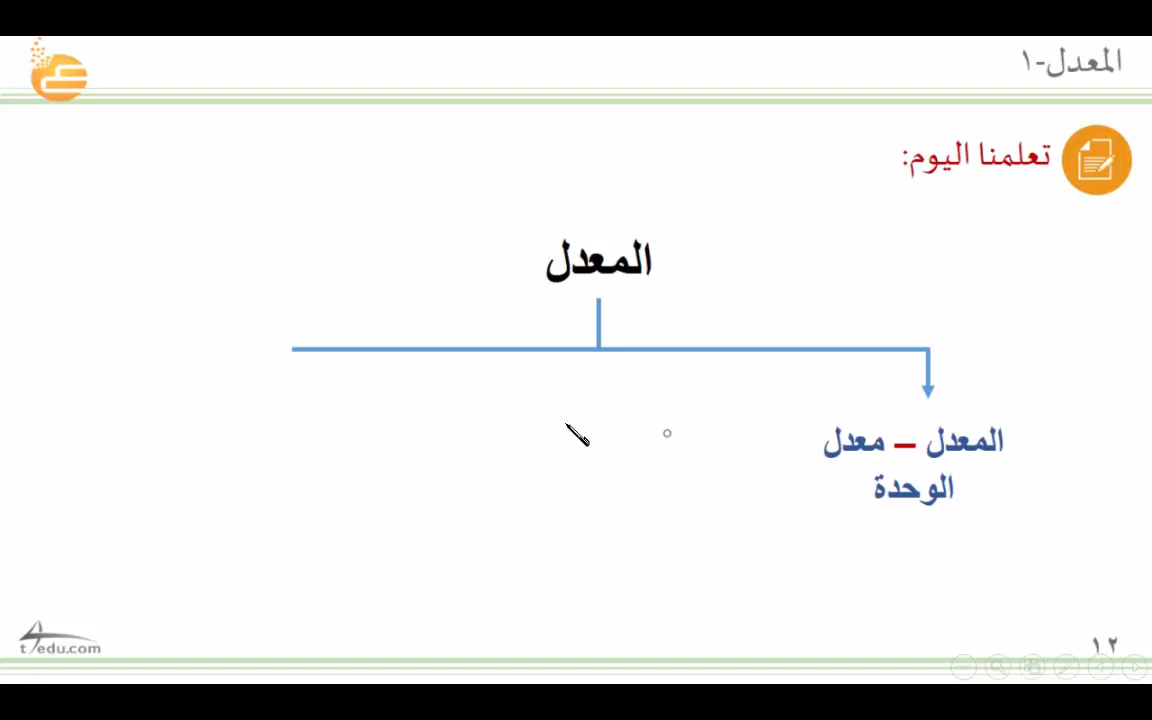 المعدل-١
تعلمنا اليوم:
المعدل
المعدل – معدل
الوحدة
t4edu.com
١٢